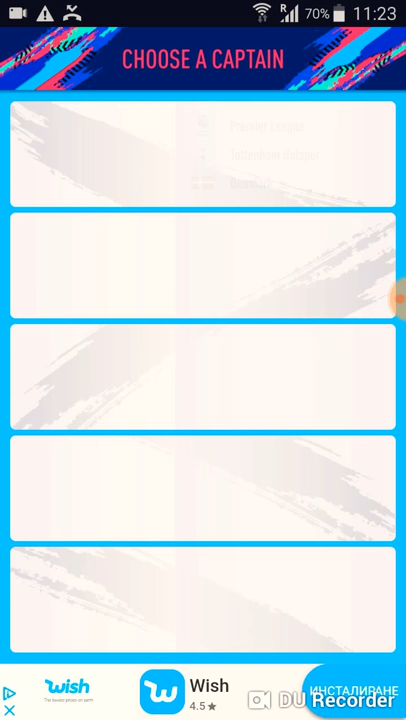 R
70%
11:23
CHOOSE A CAPTAIN
Premier League
Tottenham Hotspur
wish
Wish
4.5★
ИНСТАЛИРАНЕ
DU Recorder